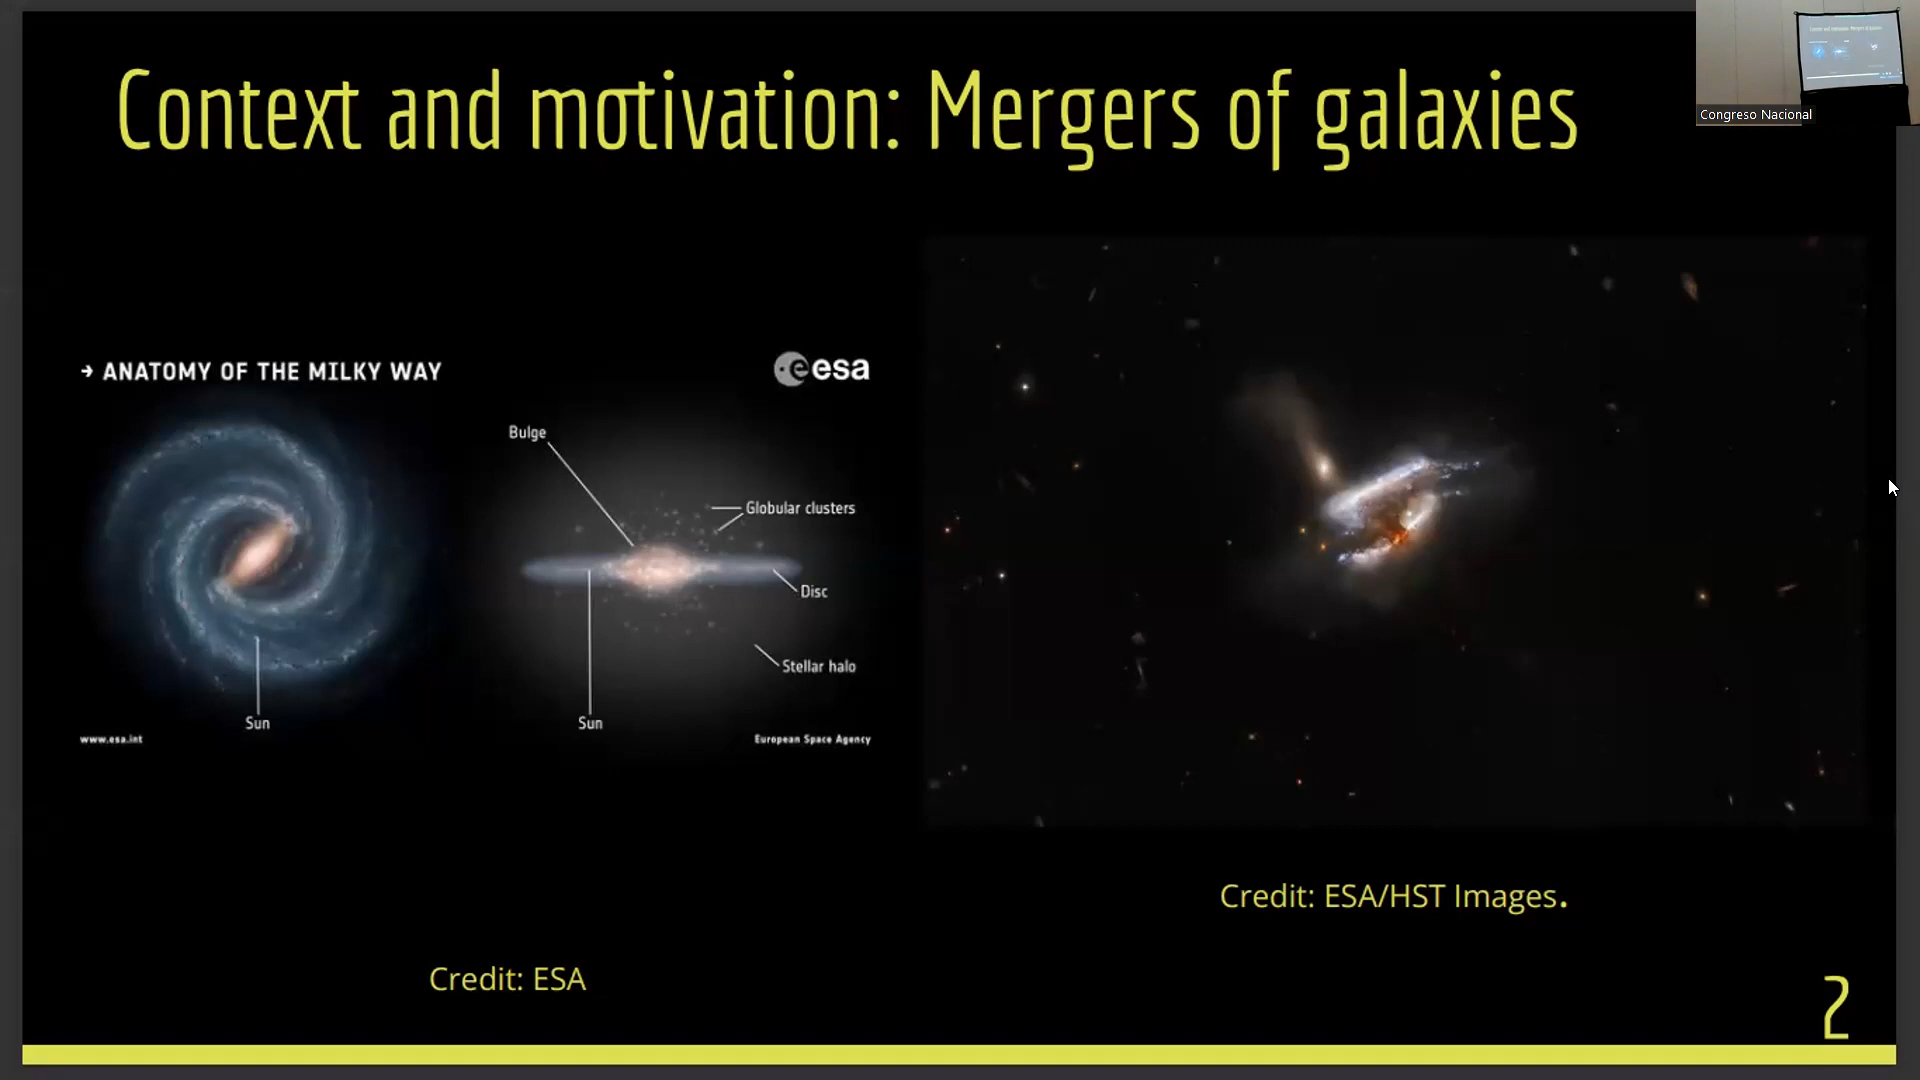 Context and motivation: Mergers of galaxies
Congreso Nacional
→ ANATOMY OF THE MILKY WAY
esa
Bulge
Globular clusters
Disc
Stellar halo
Sun
Sun
www.esa.int
European Space Agency
Credit: ESA/HST Images.
Credit: ESA
2